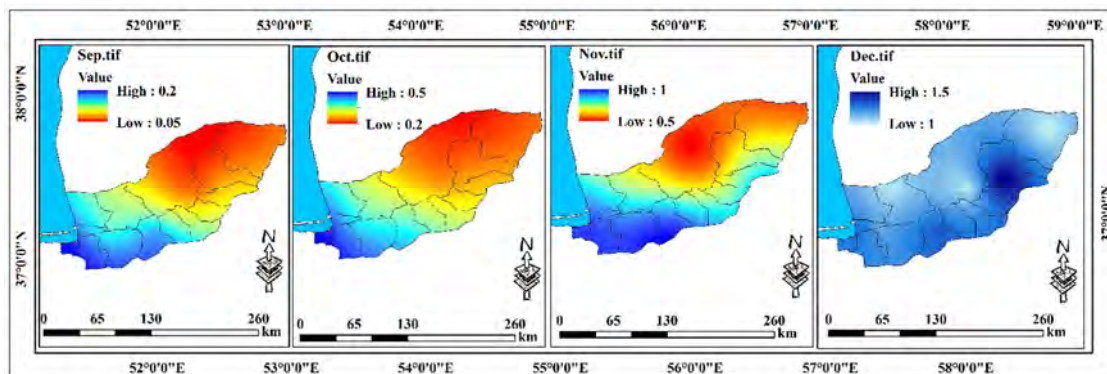 52°0'0"E 53°0'0"E 54°0'0"E 55°0'0"E 56°0'0"E 57°0'0"E 58°0'0"E 59°0'0"E
38°0'0"N
37°0'0"N
Sep.tif
Value
High : 0.2
Low : 0.05
N
0 65 130 260
km
Oct.tif
Value
High : 0.5
Low : 0.2
N
0 65 130 260
km
Nov.tif
Value
High : 1
Low : 0.5
N
0 65 130 260
km
Dec.tif
Value
High : 1.5
Low : 1
N
0 65 130 260
km
37°0'0"N
52°0'0"E 53°0'0"E 54°0'0"E 55°0'0"E 56°0'0"E 57°0'0"E 58°0'0"E